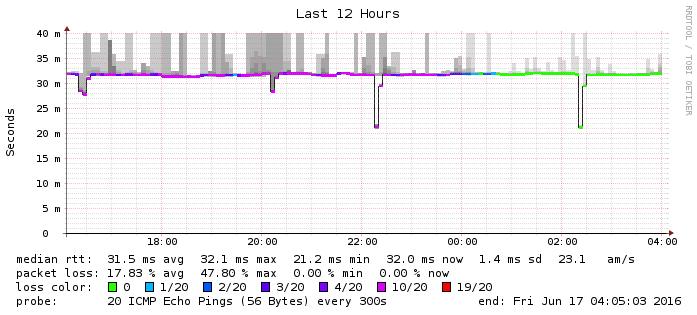 Last 12 Hours
RRDTOOL / TOBI OETIKER
Seconds
40 m
35 m
30 m
25 m
20 m
15 m
10 m
5 m
0
18:00 20:00 22:00 00:00 02:00 04:00
median rtt: 31.5 ms avg 32.1 ms max 21.2 ms min 32.0 ms now 1.4 ms sd 23.1 am/s
packet loss: 17.83 % avg 47.80 % max 0.00 % min 0.00 % now
loss color: 0 1/20 2/20 3/20 4/20 10/20 19/20
probe: 20 ICMP Echo Pings (56 Bytes) every 300s end: Fri Jun 17 04:05:03 2016